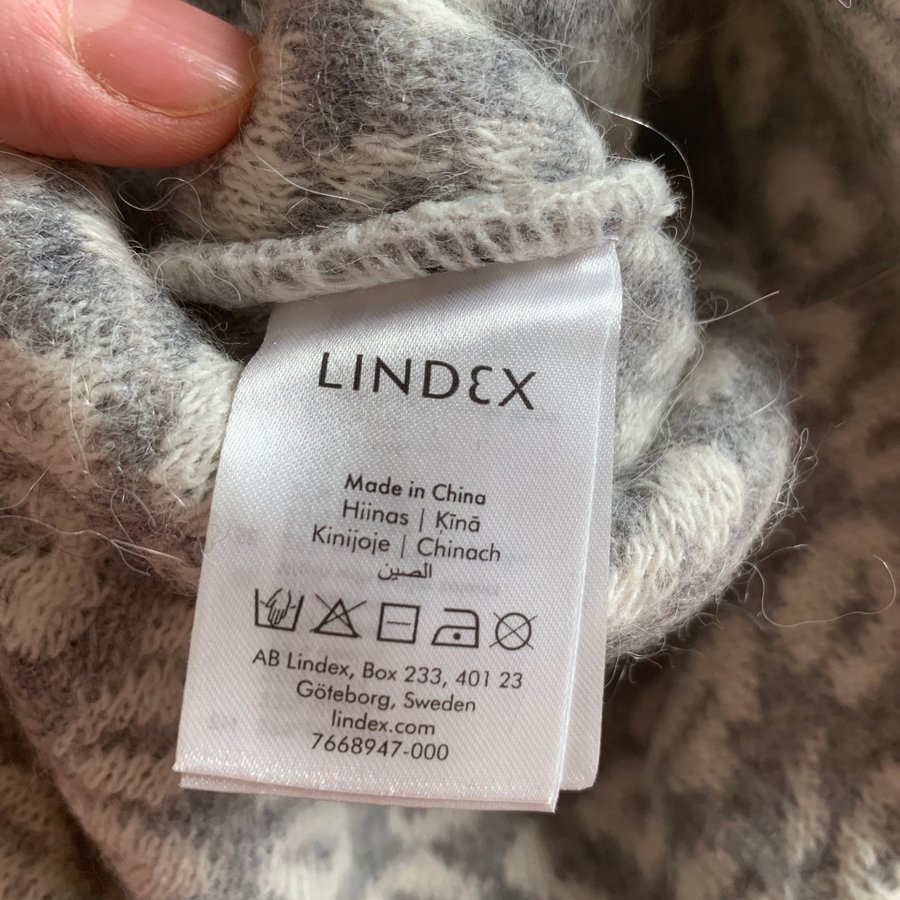 LINDEX
Made in China
Hiinas | Ķīnā
Kinijoje | Chinach
الصين
AB Lindex, Box 233, 401 23
Göteborg, Sweden
lindex.com
7668947-000